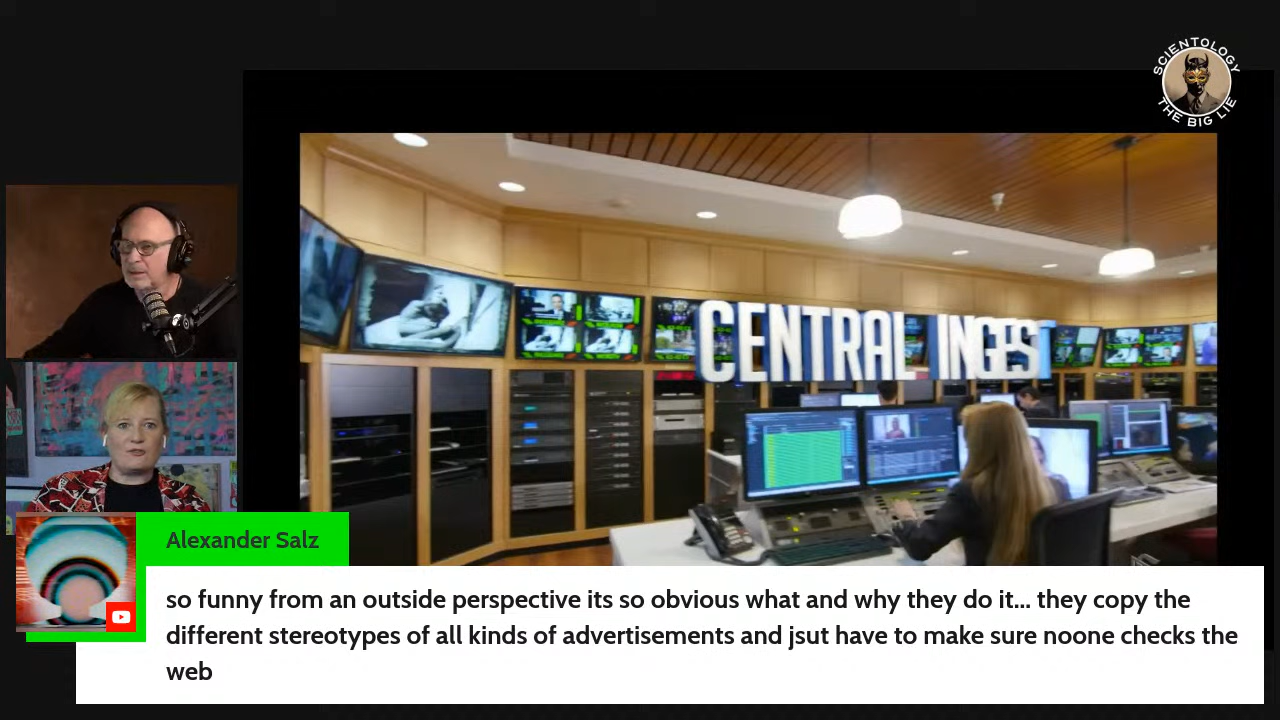 SCIENTOLOGY
THE BIG LIE
CENTRAL INGEST
Alexander Salz
so funny from an outside perspective its so obvious what and why they do it... they copy the
different stereotypes of all kinds of advertisements and jsut have to make sure noone checks the
web